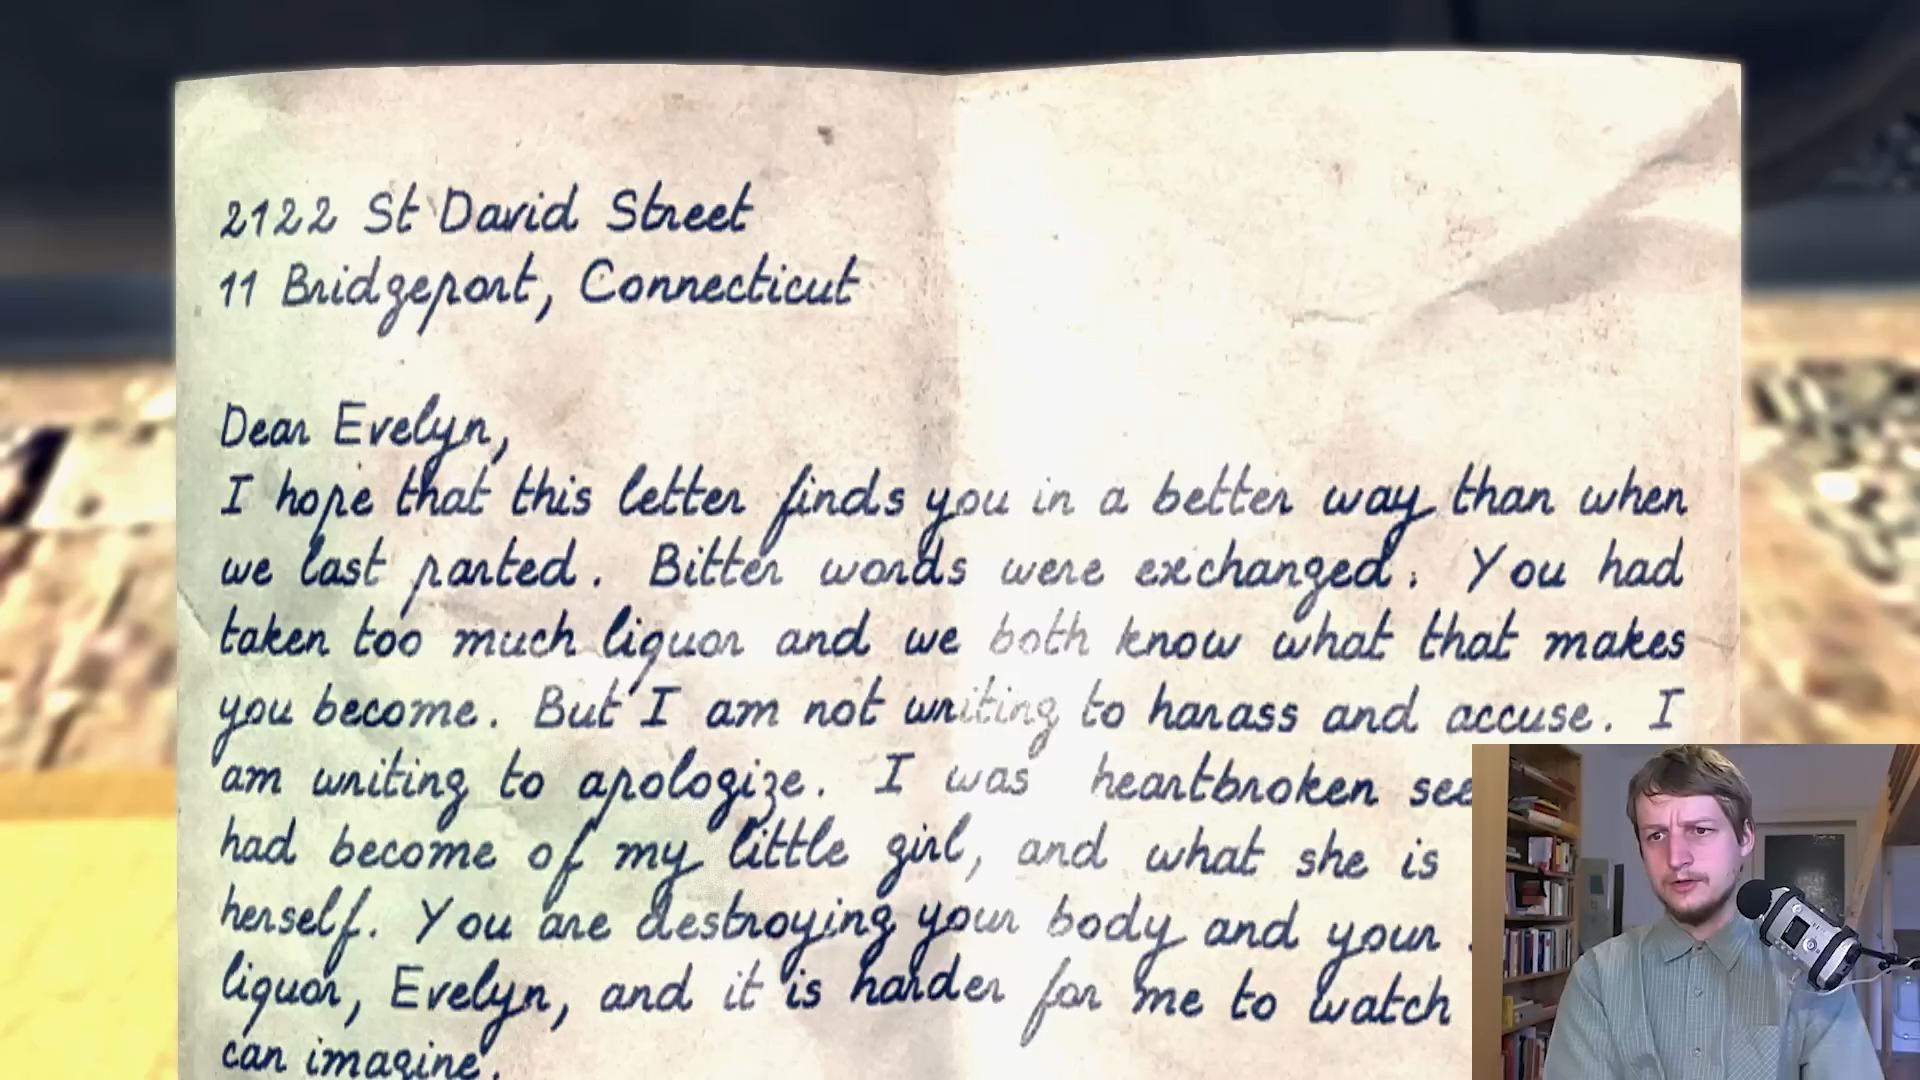 2122 St David Street
11 Bridgeport, Connecticut
Dear Evelyn,
I hope that this letter finds you in a better way than when
we last parted. Bitter words were exchanged. You had
taken too much liquor and we both know what that makes
you become. But I am not writing to harass and accuse. I
am writing to apologize. I was heartbroken see
had become of my little girl, and what she is
herself. You are destroying your body and your
liquor, Evelyn, and it is harder for me to watch
can imagine.